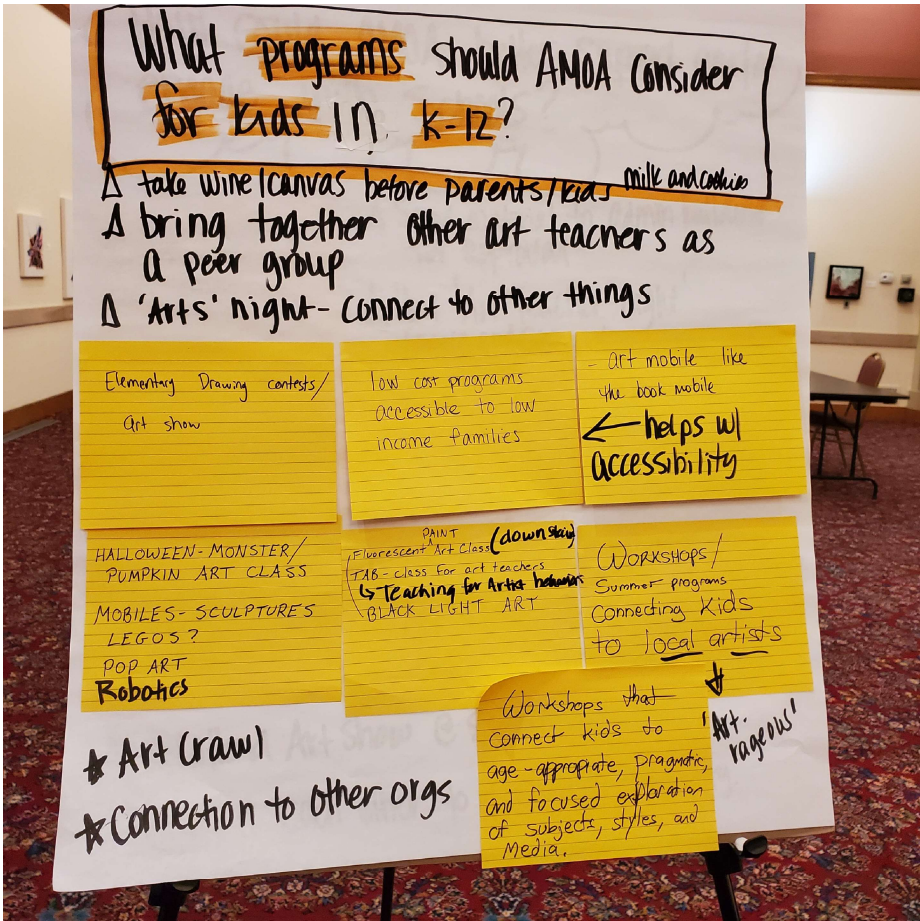 What programs should AMOA Consider
for kids in K-12?
milk and cookies
∆ take wine/canvas before parents/kids
∆ bring together other art teachers as
a peer group
∆ 'Arts' night - connect to other things
Elementary Drawing contests/
Art show
low cost programs
accessible to low
income families
- art mobile like
the book mobile
← helps w/
accessibility
HALLOWEEN - MONSTER/
PUMPKIN ART CLASS
MOBILES - SCULPTURES
LEGOS?
POP ART
Robotics
PAINT
Fluorescent ^ Art Class (downstairs)
TAB - class for art teachers
↳ Teaching for Artist behaviors
BLACK LIGHT ART
Workshops/
Summer programs
Connecting kids
to local artists
↓
'Art-
rageous'
Workshops that
connect kids to
age-appropiate, pragmatic,
and focused exploration
of subjects, styles, and
Media.
★ Art Crawl
★ Connection to other orgs